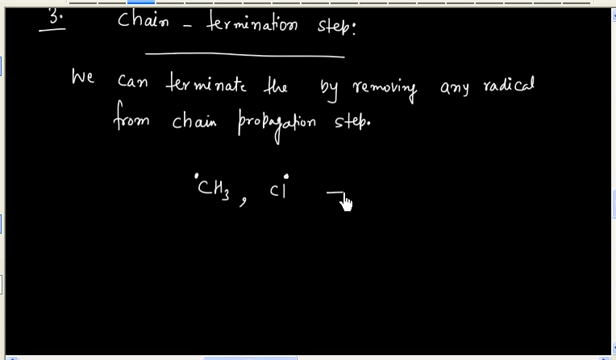 3. Chain - termination step:
We can terminate the by removing any radical
from chain propagation step.
•CH₃, Cl• —